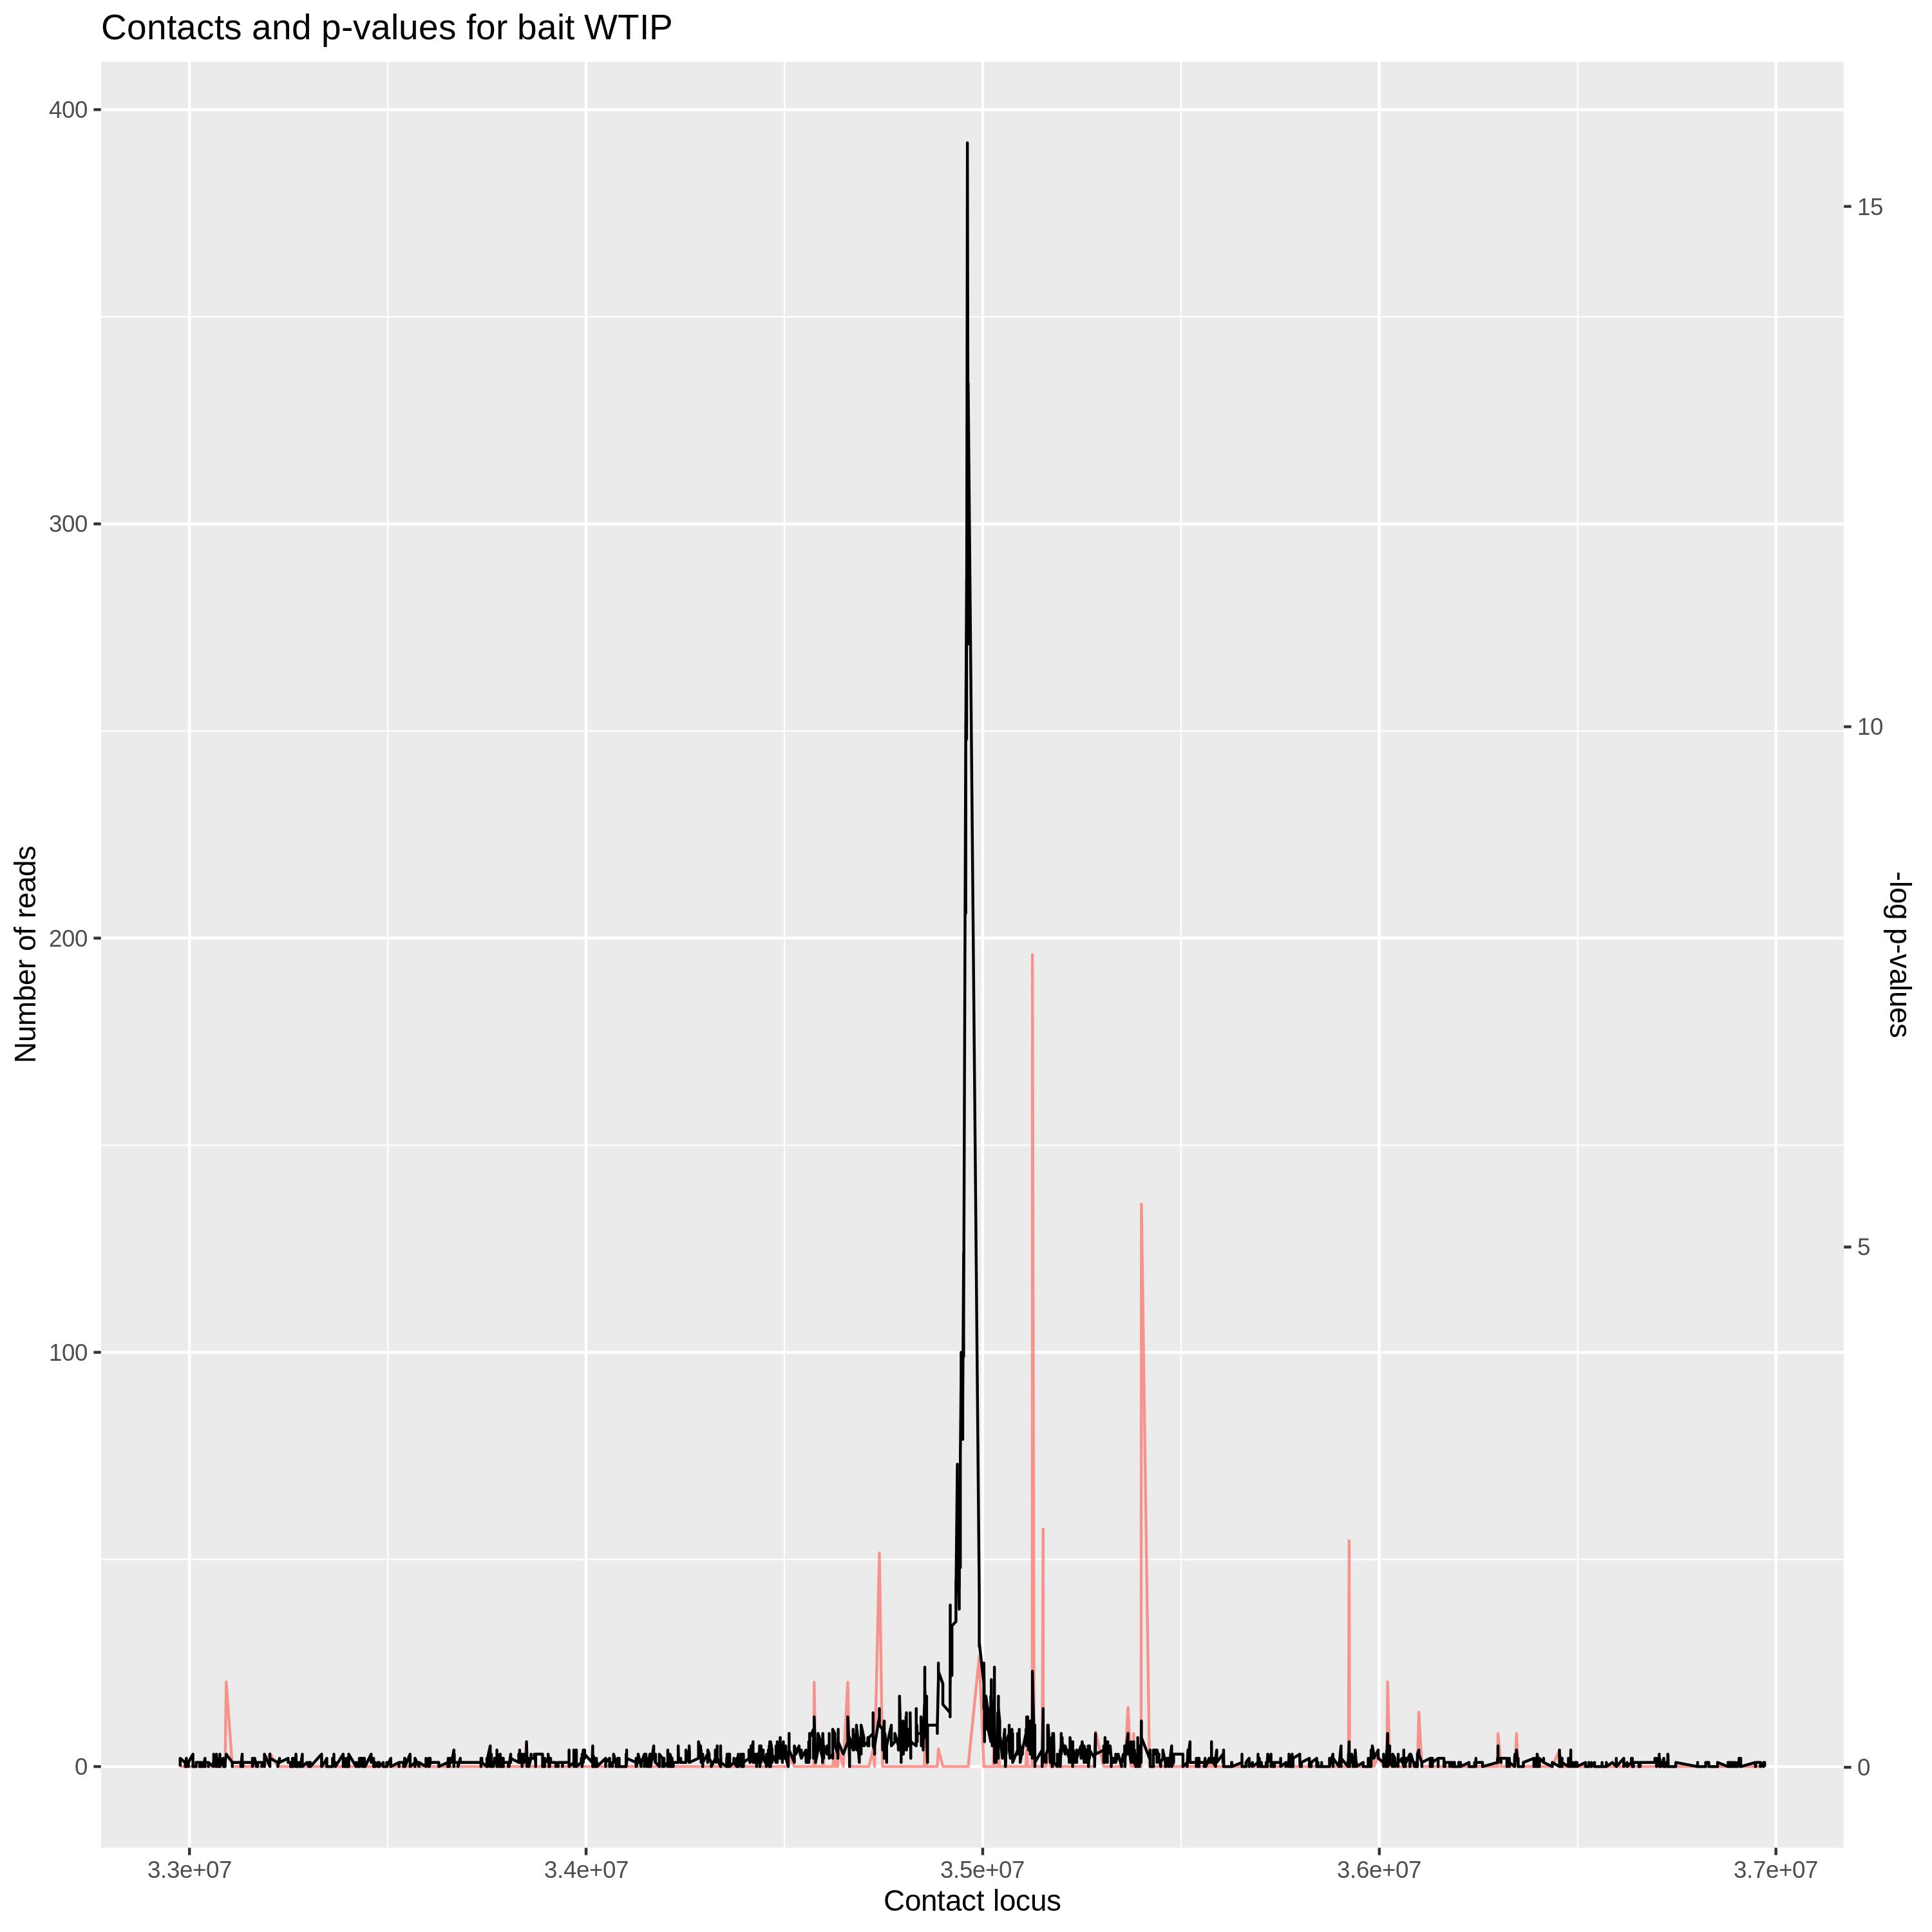 Contacts and p-values for bait WTIP
400
300
200
100
0
Number of reads
15
10
5
0
-log p-values
3.3e+07
3.4e+07
3.5e+07
3.6e+07
3.7e+07
Contact locus